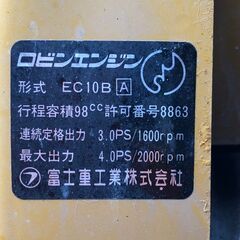 ロビンエンジン
形式 EC10B A
行程容積98cc許可番号8863
連続定格出力 3.0PS/1600rpm
最大出力 4.0PS/2000rpm
富士重工業株式会社